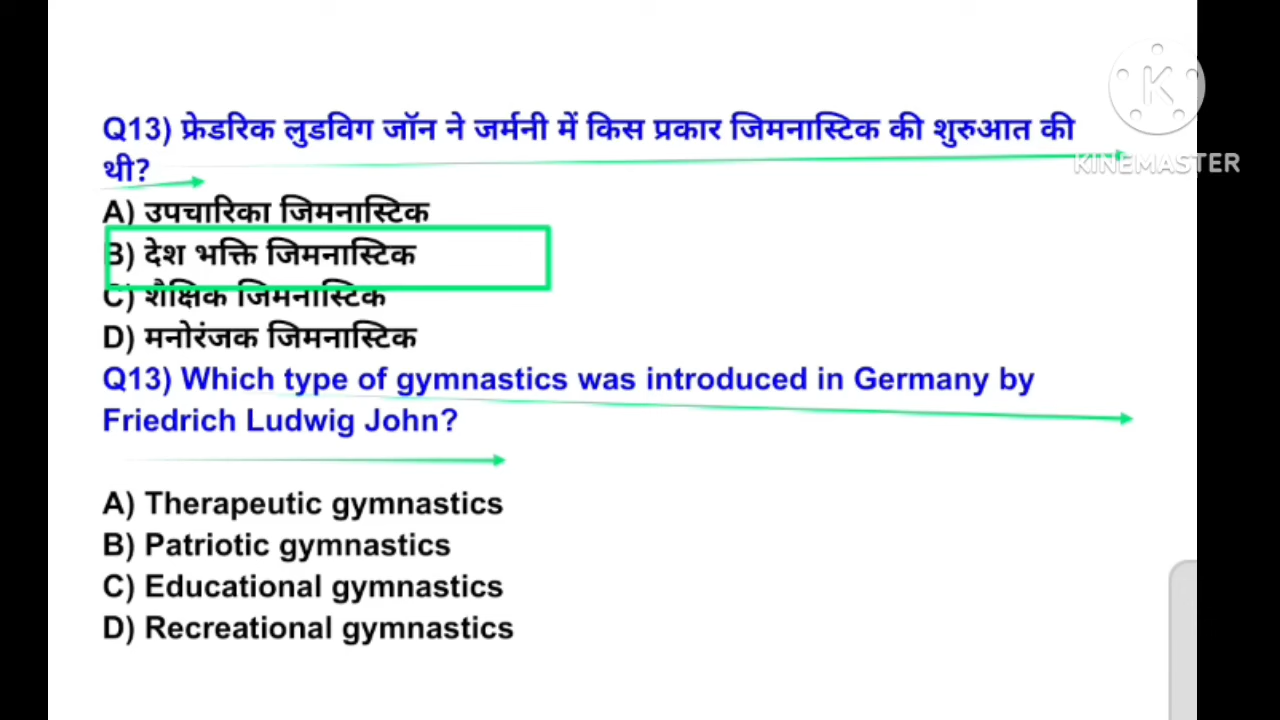 Q13) फ्रेडरिक लुडविग जॉन ने जर्मनी में किस प्रकार जिमनास्टिक की शुरुआत की
थी?
KINEMASTER
A) उपचारिका जिमनास्टिक
B) देश भक्ति जिमनास्टिक
C) शैक्षिक जिमनास्टिक
D) मनोरंजक जिमनास्टिक
Q13) Which type of gymnastics was introduced in Germany by
Friedrich Ludwig John?
A) Therapeutic gymnastics
B) Patriotic gymnastics
C) Educational gymnastics
D) Recreational gymnastics